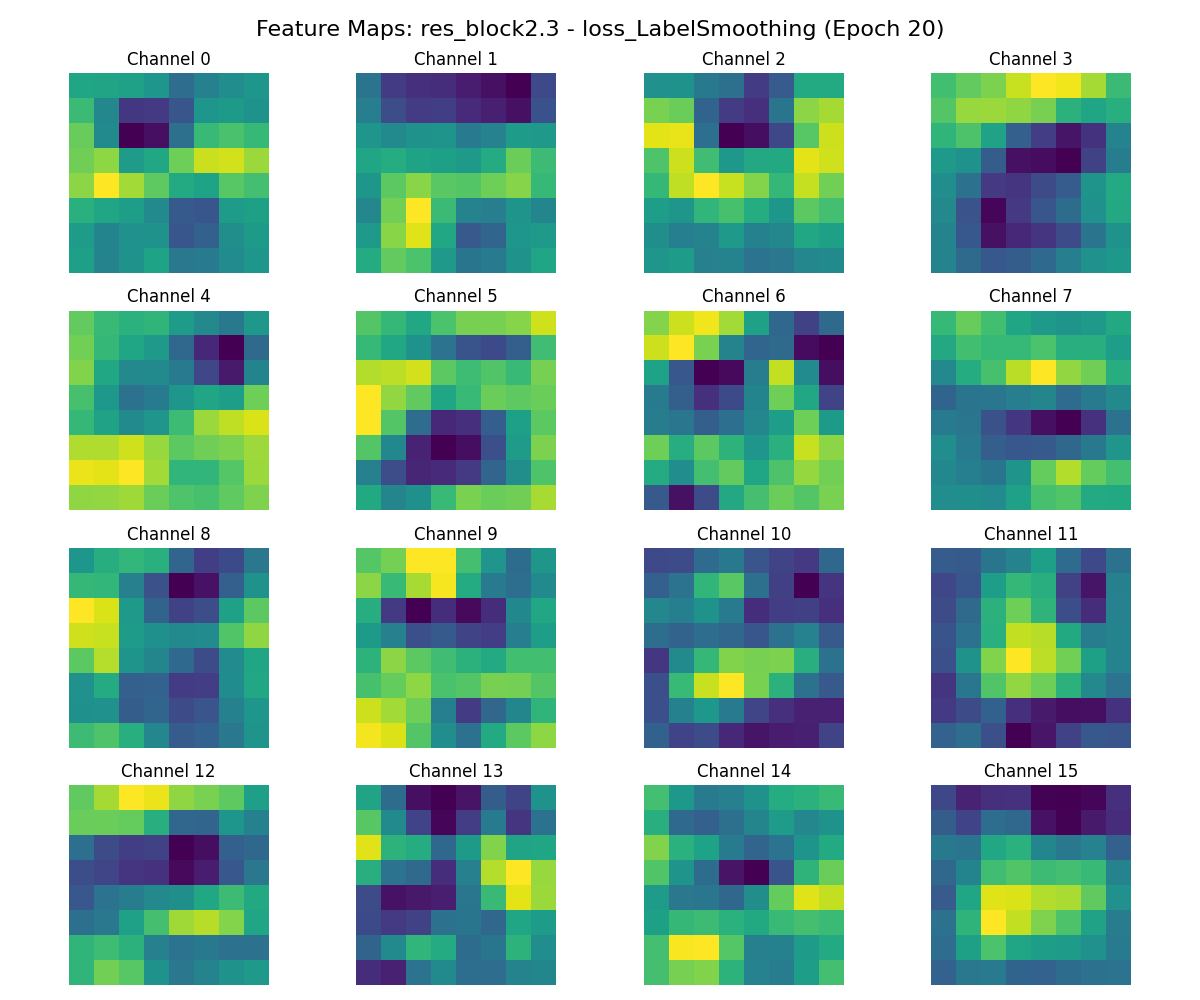 Feature Maps: res_block2.3 - loss_LabelSmoothing (Epoch 20)
Channel 0
Channel 1
Channel 2
Channel 3
Channel 4
Channel 5
Channel 6
Channel 7
Channel 8
Channel 9
Channel 10
Channel 11
Channel 12
Channel 13
Channel 14
Channel 15